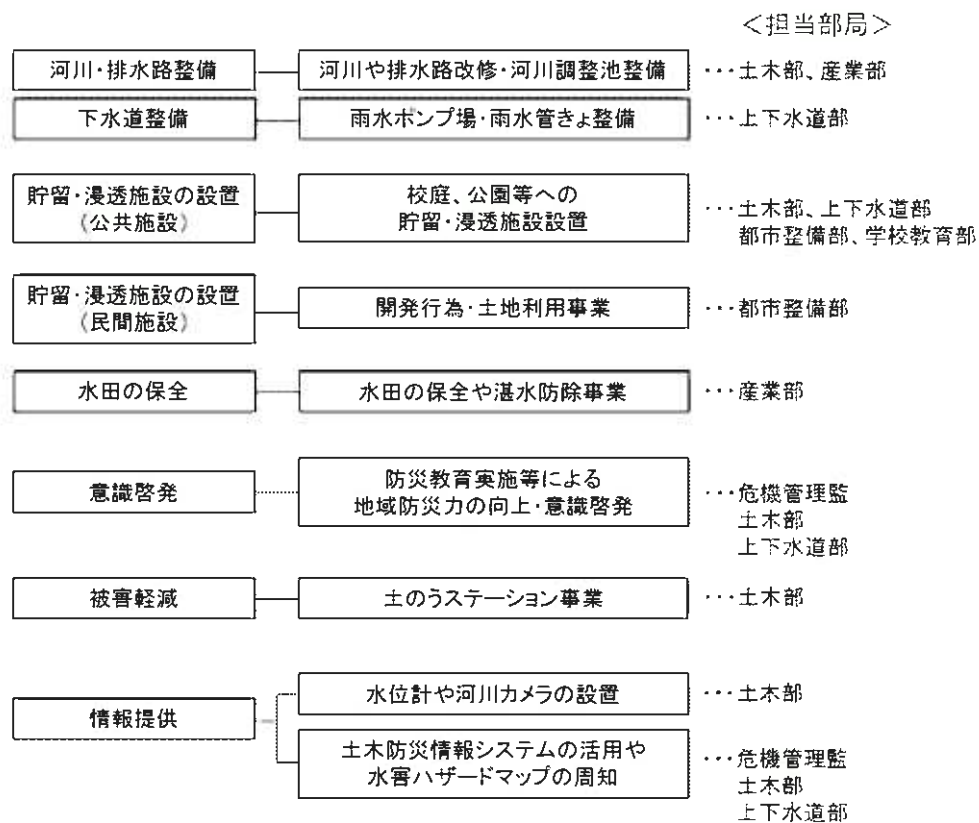 <担当部局>
河川・排水路整備
河川や排水路改修・河川調整池整備
・・・土木部、産業部
下水道整備
雨水ポンプ場・雨水管きょ整備
・・・上下水道部
貯留・浸透施設の設置
(公共施設)
校庭、公園等への
貯留・浸透施設設置
・・・土木部、上下水道部
都市整備部、学校教育部
貯留・浸透施設の設置
(民間施設)
開発行為・土地利用事業
・・・都市整備部
水田の保全
水田の保全や湛水防除事業
・・・産業部
意識啓発
防災教育実施等による
地域防災力の向上・意識啓発
・・・危機管理監
土木部
上下水道部
被害軽減
土のうステーション事業
・・・土木部
情報提供
水位計や河川カメラの設置
・・・土木部
土木防災情報システムの活用や
水害ハザードマップの周知
・・・危機管理監
土木部
上下水道部